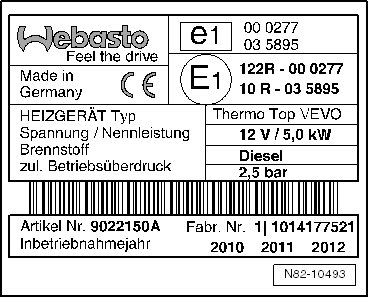 Webasto
Feel the drive
e1 00 0277
03 5895
Made in
Germany
CE
E1 122R - 00 0277
10 R - 03 5895
HEIZGERÄT Typ Thermo Top VEVO
Spannung / Nennleistung 12 V / 5,0 kW
Brennstoff Diesel
zul. Betriebsüberdruck 2,5 bar
Artikel Nr. 9022150A Fabr. Nr. 1| 1014177521
Inbetriebnahmejahr 2010 2011 2012
N82-10493